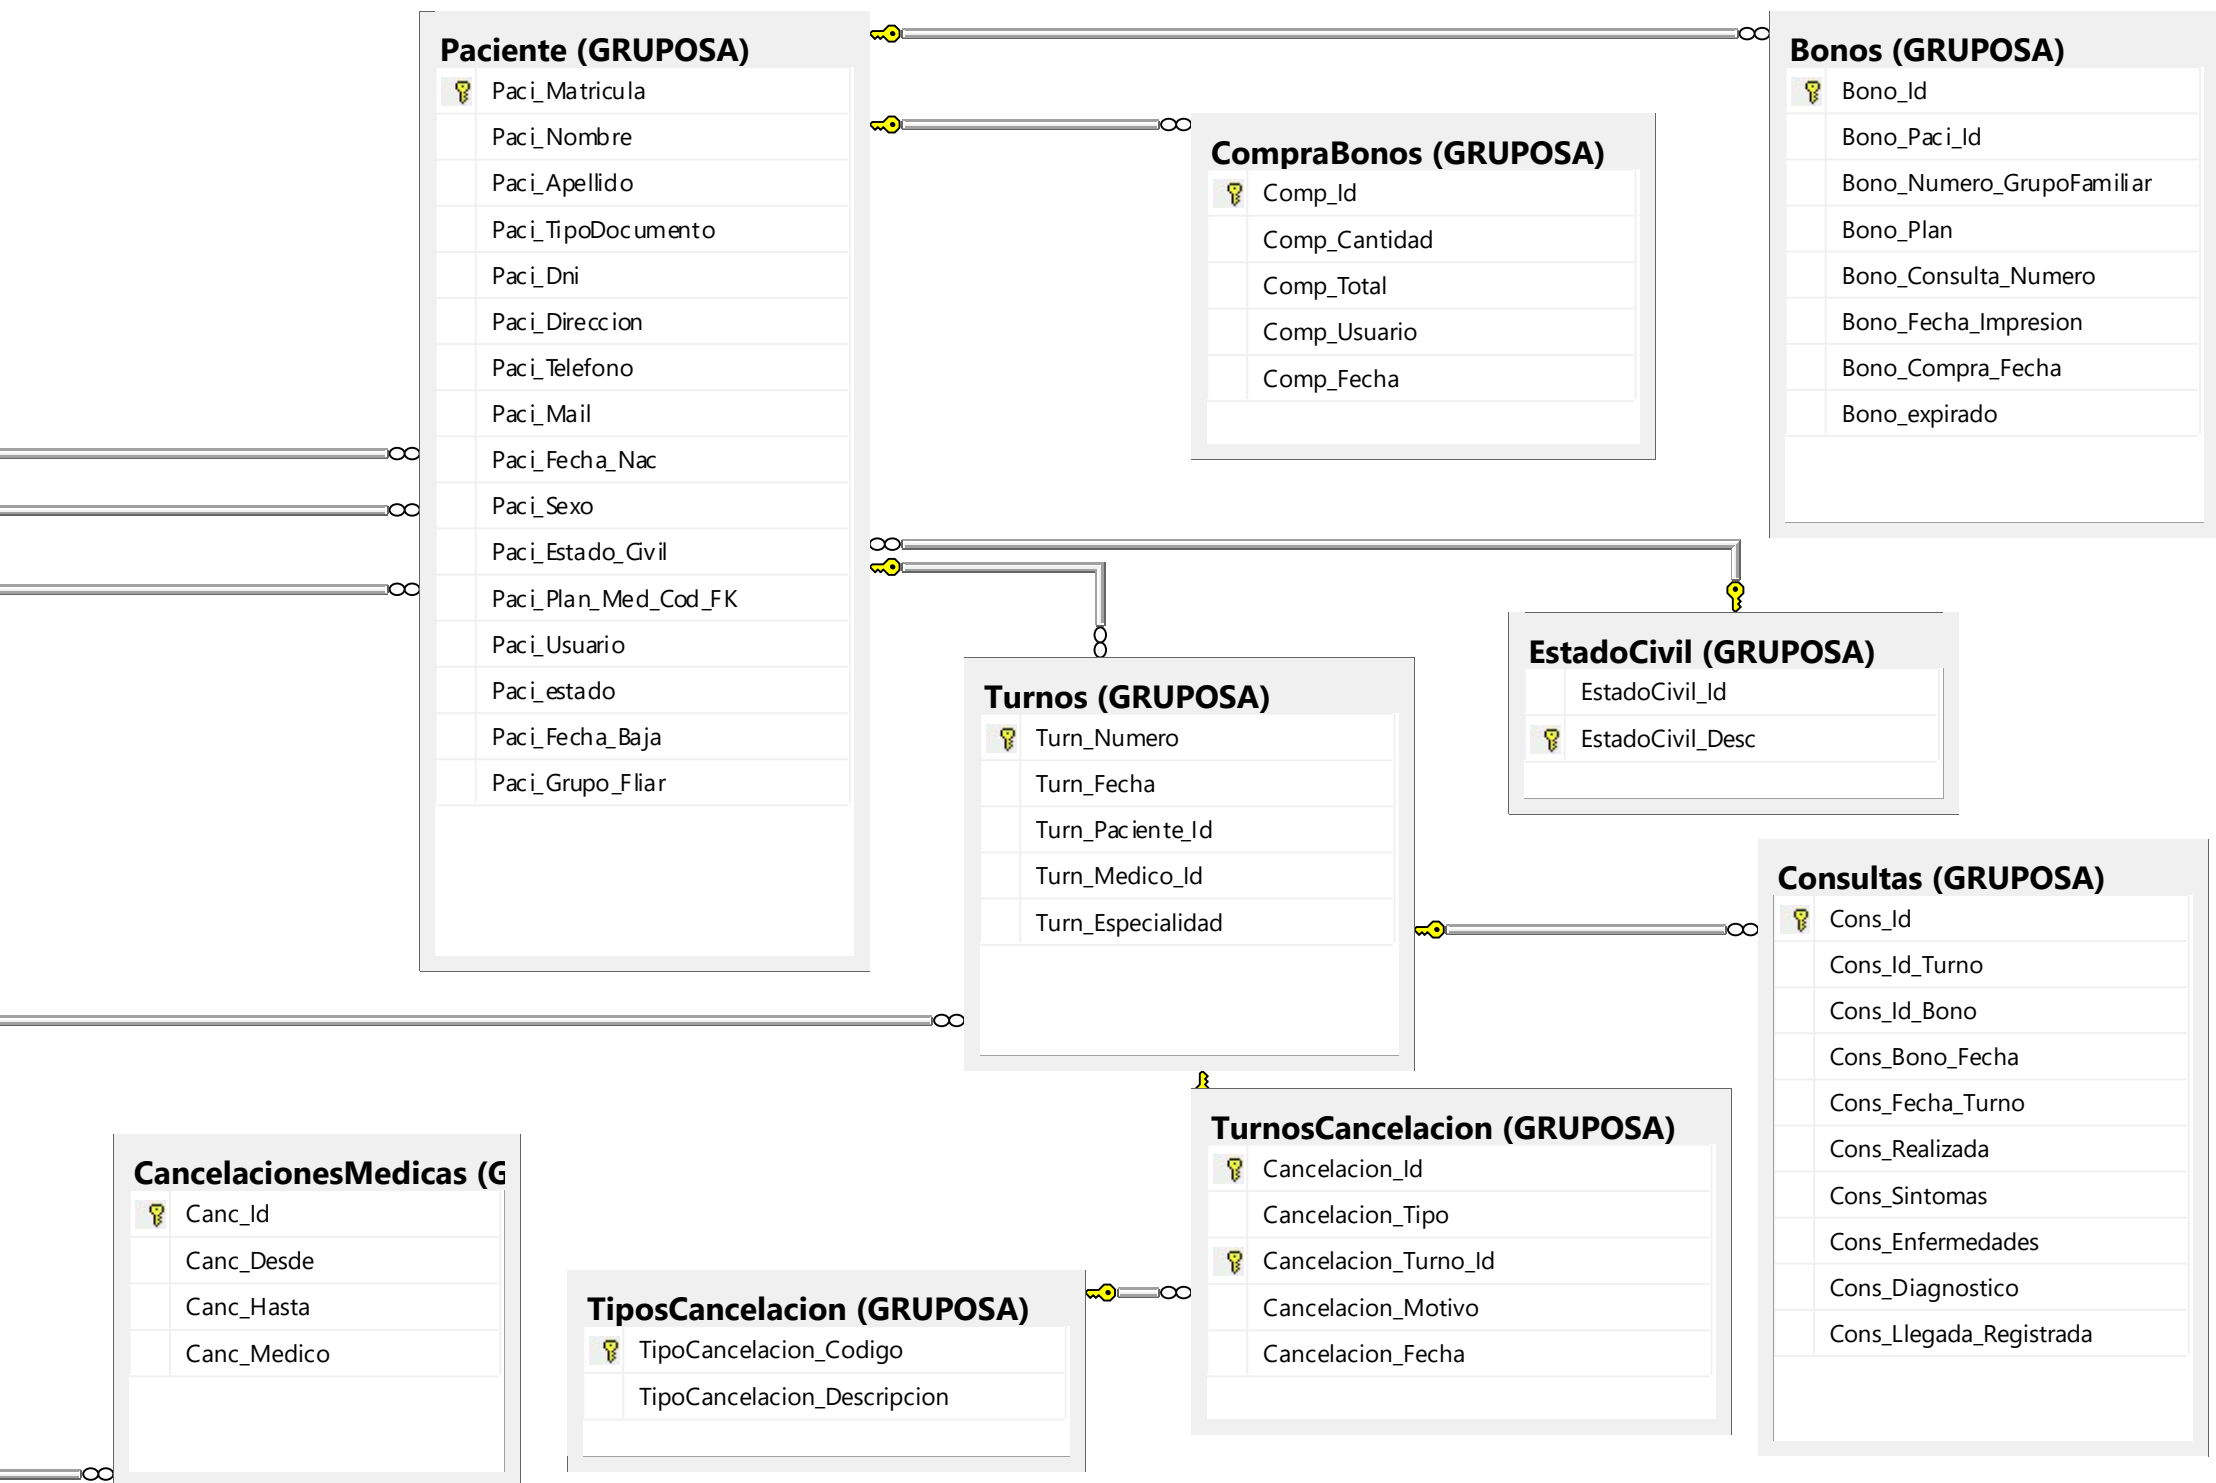 Paciente (GRUPOSA)
Paci_Matricula
Paci_Nombre
Paci_Apellido
Paci_TipoDocumento
Paci_Dni
Paci_Direccion
Paci_Telefono
Paci_Mail
Paci_Fecha_Nac
Paci_Sexo
Paci_Estado_Civil
Paci_Plan_Med_Cod_FK
Paci_Usuario
Paci_estado
Paci_Fecha_Baja
Paci_Grupo_Fliar
CompraBonos (GRUPOSA)
Comp_Id
Comp_Cantidad
Comp_Total
Comp_Usuario
Comp_Fecha
Bonos (GRUPOSA)
Bono_Id
Bono_Paci_Id
Bono_Numero_GrupoFamiliar
Bono_Plan
Bono_Consulta_Numero
Bono_Fecha_Impresion
Bono_Compra_Fecha
Bono_expirado
EstadoCivil (GRUPOSA)
EstadoCivil_Id
EstadoCivil_Desc
Turnos (GRUPOSA)
Turn_Numero
Turn_Fecha
Turn_Paciente_Id
Turn_Medico_Id
Turn_Especialidad
Consultas (GRUPOSA)
Cons_Id
Cons_Id_Turno
Cons_Id_Bono
Cons_Bono_Fecha
Cons_Fecha_Turno
Cons_Realizada
Cons_Sintomas
Cons_Enfermedades
Cons_Diagnostico
Cons_Llegada_Registrada
CancelacionesMedicas (G
Canc_Id
Canc_Desde
Canc_Hasta
Canc_Medico
TiposCancelacion (GRUPOSA)
TipoCancelacion_Codigo
TipoCancelacion_Descripcion
TurnosCancelacion (GRUPOSA)
Cancelacion_Id
Cancelacion_Tipo
Cancelacion_Turno_Id
Cancelacion_Motivo
Cancelacion_Fecha